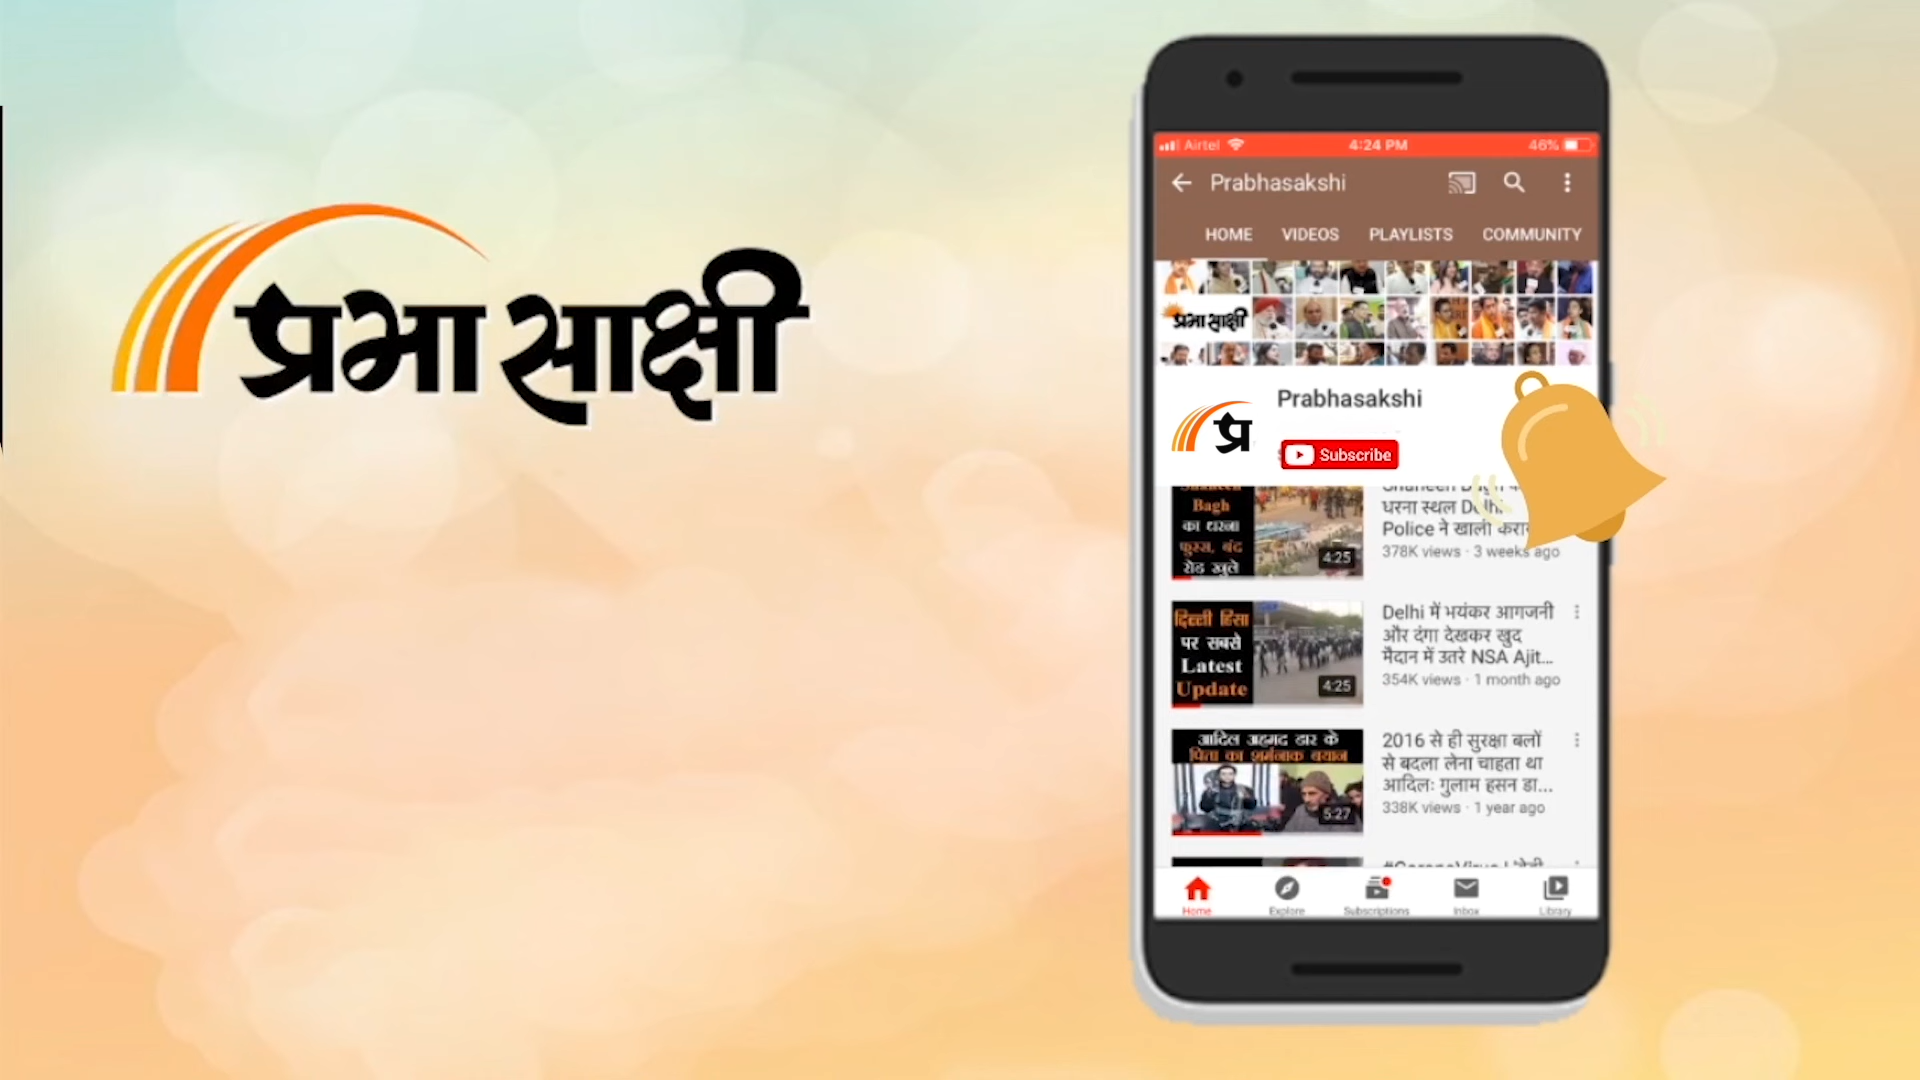 प्रभा साक्षी
Airtel 4:24 PM 46%
Prabhasakshi
HOME VIDEOS PLAYLISTS COMMUNITY
प्रभा साक्षी
Prabhasakshi
प्र
Subscribe
Bagh
का धरना
फुस्स, बंद
रोड खुले
4:25
धरना स्थल
Police ने खाली
378K views · 3 weeks ago
दिल्ली हिंसा
पर सबसे
Latest
Update
4:25
Delhi में भयंकर आगजनी
और दंगा देखकर खुद
मैदान में उतरे NSA Ajit...
354K views · 1 month ago
आदिल अहमद डार के
पिता का शर्मनाक बयान
5:27
2016 से ही सुरक्षा बलों
से बदला लेना चाहता था
आदिलः गुलाम हसन डा...
338K views · 1 year ago
Home Explore Subscriptions Inbox Library